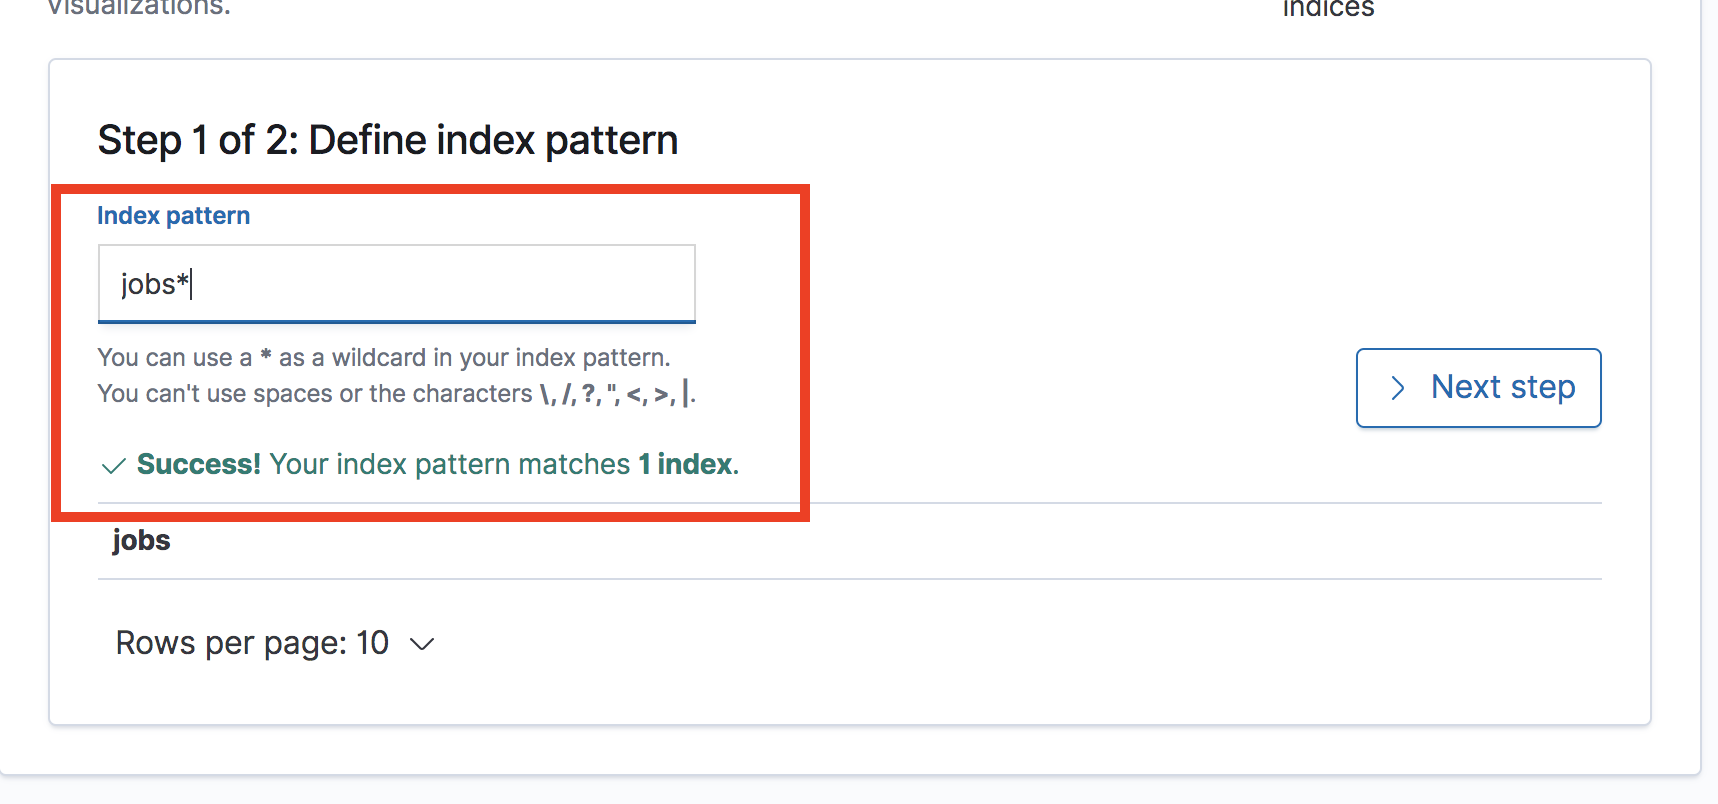 visualizations.
indices
Step 1 of 2: Define index pattern
Index pattern
jobs*
You can use a * as a wildcard in your index pattern.
You can't use spaces or the characters \, /, ?, ", <, >, |.
Next step
Success! Your index pattern matches 1 index.
jobs
Rows per page: 10